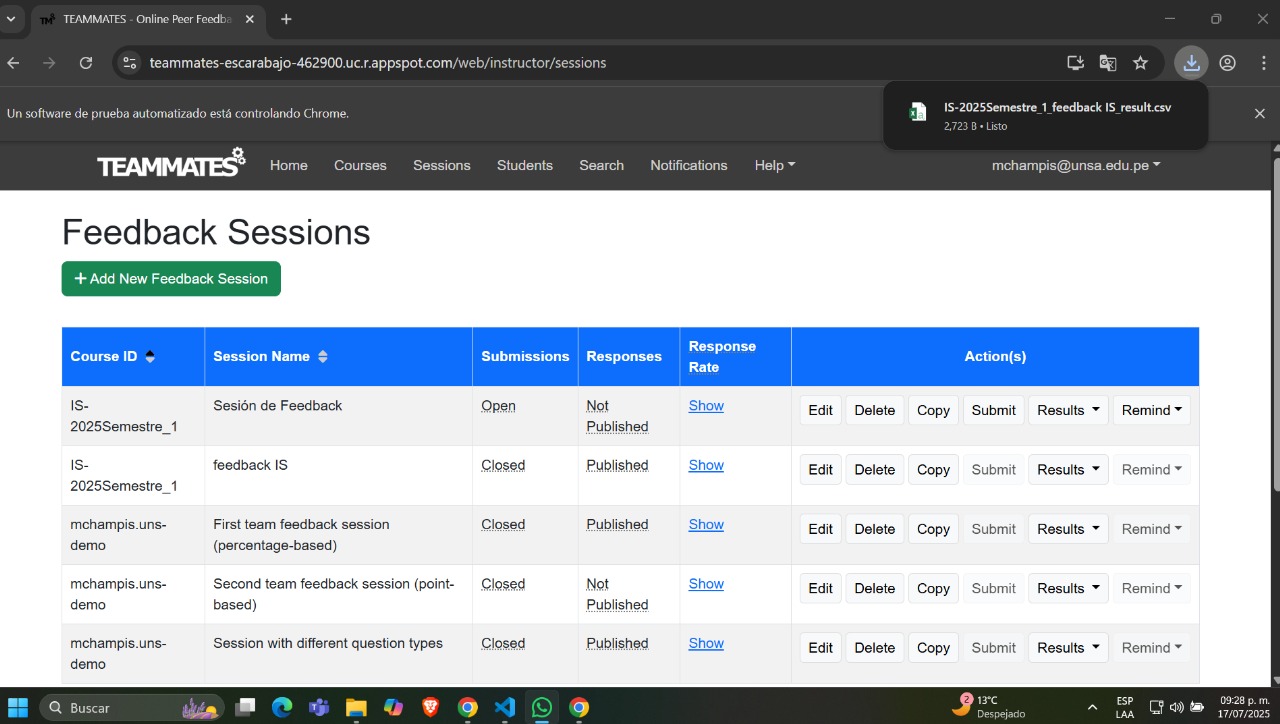 TEAMMATES - Online Peer Feedba
teammates-escarabajo-462900.uc.r.appspot.com/web/instructor/sessions
Un software de prueba automatizado está controlando Chrome.
IS-2025Semestre_1_feedback IS_result.csv
2,723 B • Listo
TEAMMATES
Home
Courses
Sessions
Students
Search
Notifications
Help
mchampis@unsa.edu.pe
Feedback Sessions
+ Add New Feedback Session
Course ID
Session Name
Submissions
Responses
Response
Rate
Action(s)
IS-
2025Semestre_1
Sesión de Feedback
Open
Not
Published
Show
Edit
Delete
Copy
Submit
Results
Remind
IS-
2025Semestre_1
feedback IS
Closed
Published
Show
Edit
Delete
Copy
Submit
Results
Remind
mchampis.uns-
demo
First team feedback session
(percentage-based)
Closed
Published
Show
Edit
Delete
Copy
Submit
Results
Remind
mchampis.uns-
demo
Second team feedback session (point-
based)
Closed
Not
Published
Show
Edit
Delete
Copy
Submit
Results
Remind
mchampis.uns-
demo
Session with different question types
Closed
Published
Show
Edit
Delete
Copy
Submit
Results
Remind
Buscar
2
13°C
Despejado
ESP
LAA
09:28 p. m.
17/07/2025